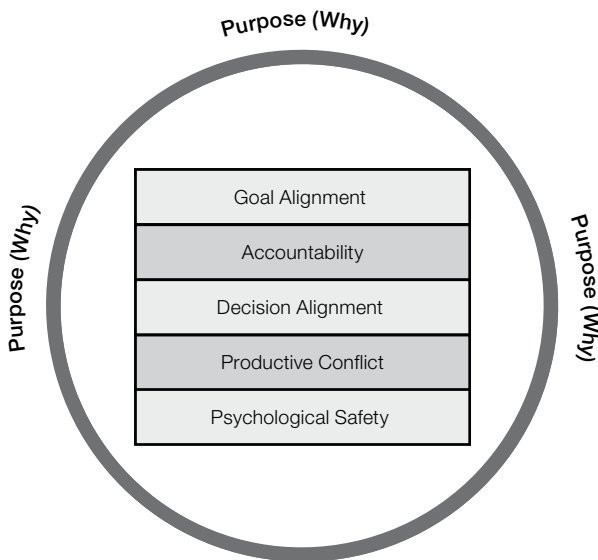 Purpose (Why)
Purpose (Why)
Purpose (Why)
Goal Alignment
Accountability
Decision Alignment
Productive Conflict
Psychological Safety